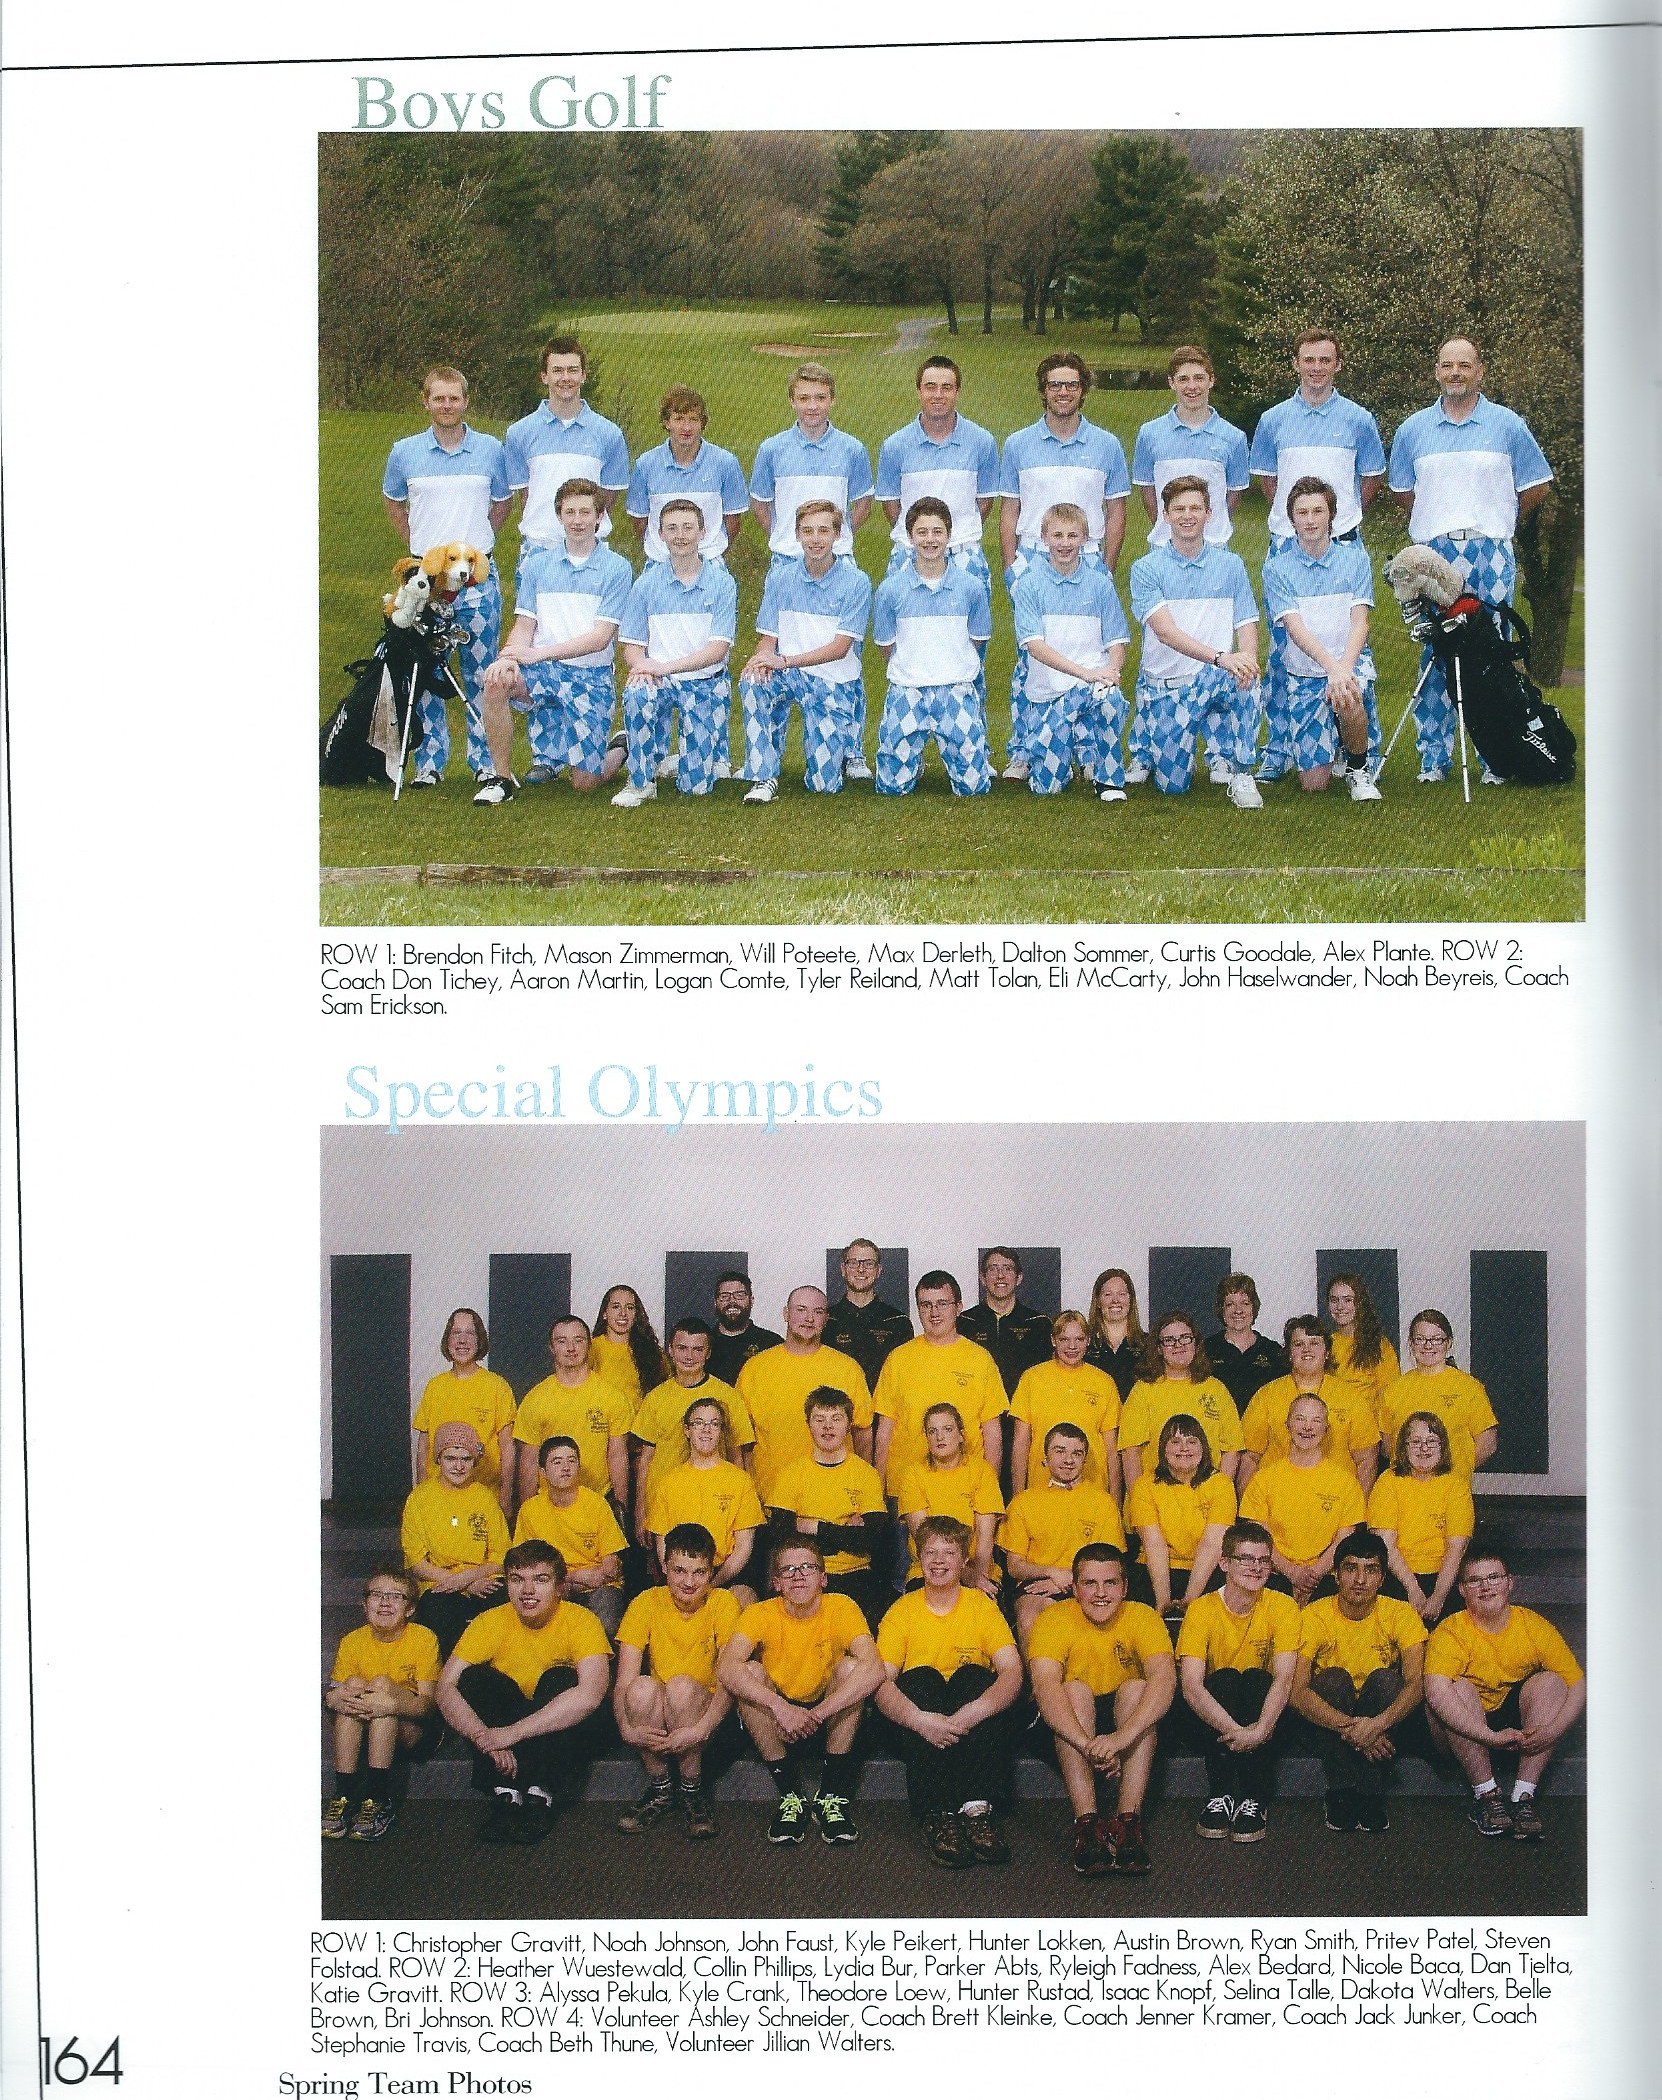 Boys Golf
Titleist
ROW 1: Brendon Fitch, Mason Zimmerman, Will Poteete, Max Derleth, Dalton Sommer, Curtis Goodale, Alex Plante. ROW 2:
Coach Don Tichey, Aaron Martin, Logan Comte, Tyler Reiland, Matt Tolan, Eli McCarty, John Haselwander, Noah Beyreis, Coach
Sam Erickson.
Special Olympics
ROW 1: Christopher Gravitt, Noah Johnson, John Faust, Kyle Peikert, Hunter Lokken, Austin Brown, Ryan Smith, Pritev Patel, Steven
Folstad. ROW 2: Heather Wuestewald, Collin Phillips, Lydia Bur, Parker Abts, Ryleigh Fadness, Alex Bedard, Nicole Baca, Dan Tjelta,
Katie Gravitt. ROW 3: Alyssa Pekula, Kyle Crank, Theodore Loew, Hunter Rustad, Isaac Knopf, Selina Talle, Dakota Walters, Belle
Brown, Bri Johnson. ROW 4: Volunteer Ashley Schneider, Coach Brett Kleinke, Coach Jenner Kramer, Coach Jack Junker, Coach
Stephanie Travis, Coach Beth Thune, Volunteer Jillian Walters.
164
Spring Team Photos